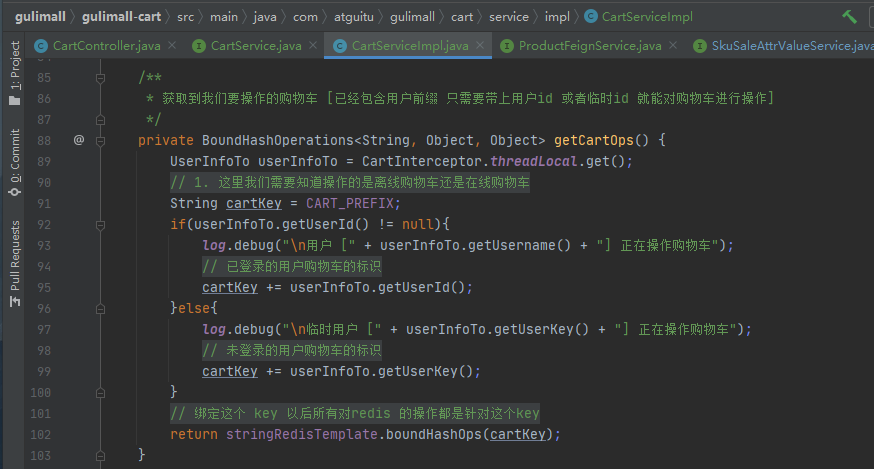 gulimall › gulimall-cart › src › main › java › com › atguitu › gulimall › cart › service › impl › CartServiceImpl
CartController.java × CartService.java × CartServiceImpl.java × ProductFeignService.java × SkuSaleAttrValueService.java
1: Project
0: Commit
Pull Requests
85 /**
86 * 获取到我们要操作的购物车 [已经包含用户前缀 只需要带上用户id 或者临时id 就能对购物车进行操作]
87 */
88 @ private BoundHashOperations<String, Object, Object> getCartOps() {
89 UserInfoTo userInfoTo = CartInterceptor.threadLocal.get();
90 // 1. 这里我们需要知道操作的是离线购物车还是在线购物车
91 String cartKey = CART_PREFIX;
92 if(userInfoTo.getUserId() != null){
93 log.debug("\n用户 [" + userInfoTo.getUsername() + "] 正在操作购物车");
94 // 已登录的用户购物车的标识
95 cartKey += userInfoTo.getUserId();
96 }else{
97 log.debug("\n临时用户 [" + userInfoTo.getUserKey() + "] 正在操作购物车");
98 // 未登录的用户购物车的标识
99 cartKey += userInfoTo.getUserKey();
100 }
101 // 绑定这个 key 以后所有对redis 的操作都是针对这个key
102 return stringRedisTemplate.boundHashOps(cartKey);
103 }